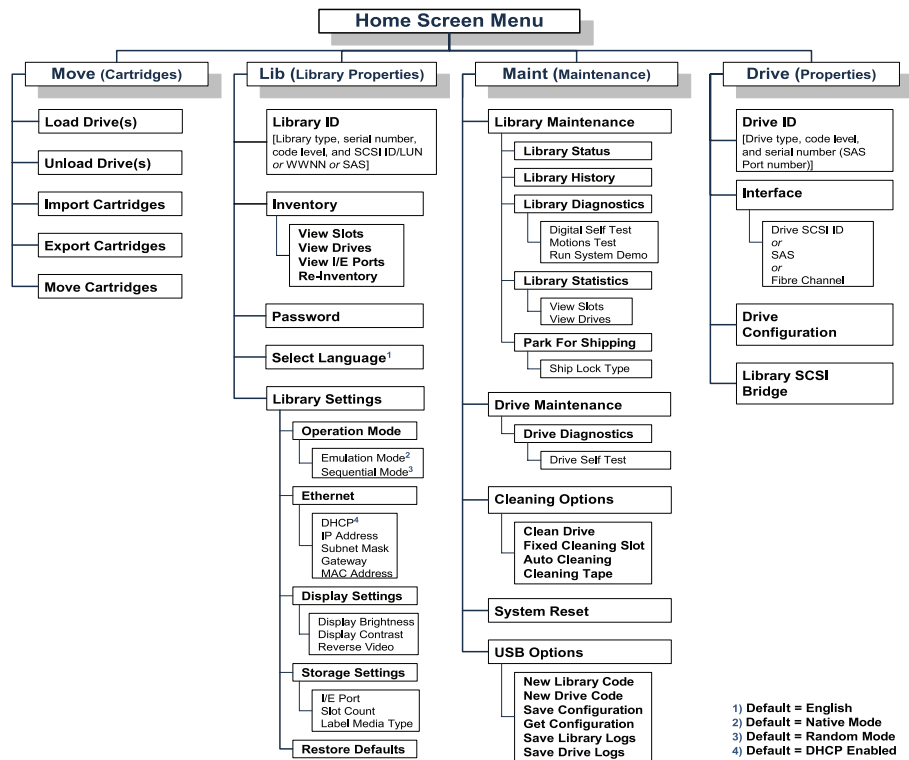 Home Screen Menu
Move (Cartridges)
Load Drive(s)
Unload Drive(s)
Import Cartridges
Export Cartridges
Move Cartridges
Lib (Library Properties)
Library ID
[Library type, serial number,
code level, and SCSI ID/LUN
or WWNN or SAS]
Inventory
View Slots
View Drives
View I/E Ports
Re-Inventory
Password
Select Language1
Library Settings
Operation Mode
Emulation Mode2
Sequential Mode3
Ethernet
DHCP4
IP Address
Subnet Mask
Gateway
MAC Address
Display Settings
Display Brightness
Display Contrast
Reverse Video
Storage Settings
I/E Port
Slot Count
Label Media Type
Restore Defaults
Maint (Maintenance)
Library Maintenance
Library Status
Library History
Library Diagnostics
Digital Self Test
Motions Test
Run System Demo
Library Statistics
View Slots
View Drives
Park For Shipping
Ship Lock Type
Drive Maintenance
Drive Diagnostics
Drive Self Test
Cleaning Options
Clean Drive
Fixed Cleaning Slot
Auto Cleaning
Cleaning Tape
System Reset
USB Options
New Library Code
New Drive Code
Save Configuration
Get Configuration
Save Library Logs
Save Drive Logs
Drive (Properties)
Drive ID
[Drive type, code level,
and serial number (SAS
Port number)]
Interface
Drive SCSI ID
or
SAS
or
Fibre Channel
Drive
Configuration
Library SCSI
Bridge
1) Default = English
2) Default = Native Mode
3) Default = Random Mode
4) Default = DHCP Enabled